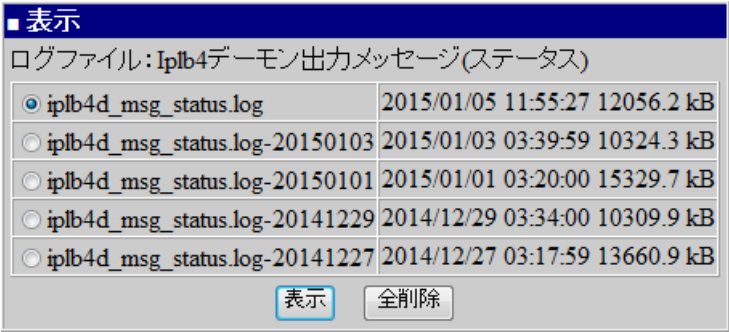 ■表示
ログファイル：Iplb4デーモン出力メッセージ(ステータス)
iplb4d_msg_status.log 2015/01/05 11:55:27 12056.2 kB
iplb4d_msg_status.log-20150103 2015/01/03 03:39:59 10324.3 kB
iplb4d_msg_status.log-20150101 2015/01/01 03:20:00 15329.7 kB
iplb4d_msg_status.log-20141229 2014/12/29 03:34:00 10309.9 kB
iplb4d_msg_status.log-20141227 2014/12/27 03:17:59 13660.9 kB
表示 全削除